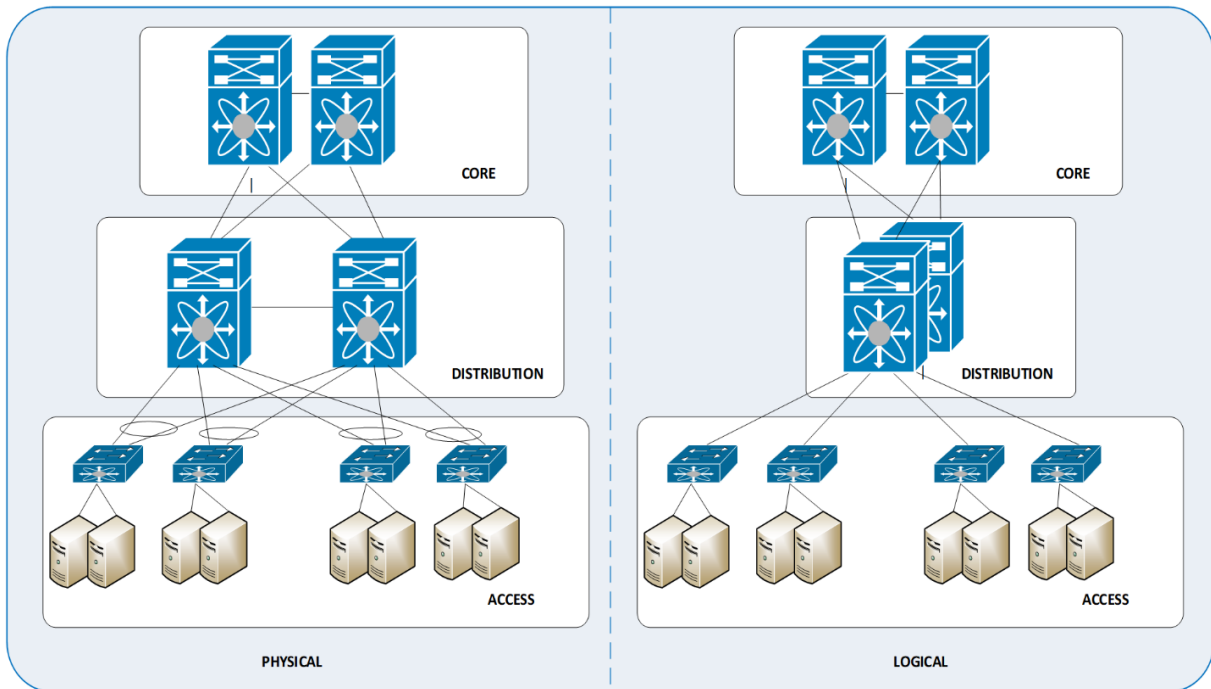 CORE
DISTRIBUTION
ACCESS
PHYSICAL
CORE
DISTRIBUTION
ACCESS
LOGICAL